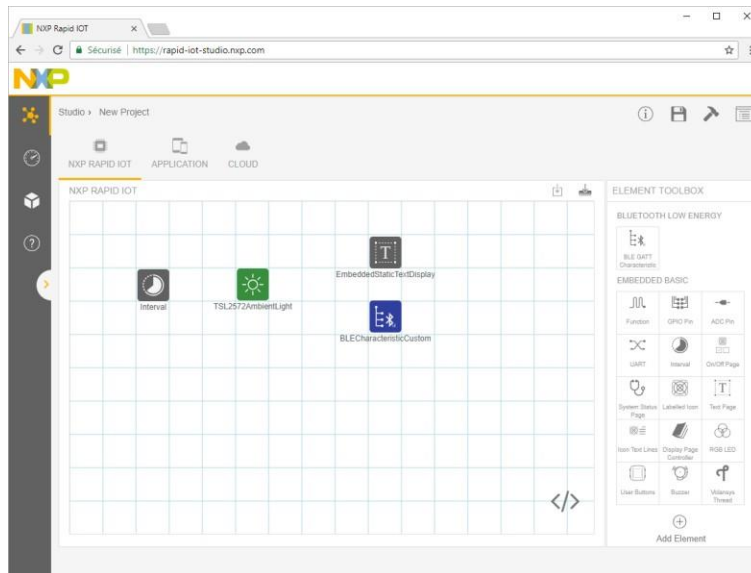 NXP Rapid IOT
Sécurisé | https://rapid-iot-studio.nxp.com
NXP
Studio › New Project
NXP RAPID IOT
APPLICATION
CLOUD
NXP RAPID IOT
Interval
TSL2572AmbientLight
T
EmbeddedStaticTextDisplay
BLECharacteristicCustom
</>
ELEMENT TOOLBOX
BLUETOOTH LOW ENERGY
BLE GATT
Characteristic
EMBEDDED BASIC
Function
GPIO Pin
ADC Pin
UART
Interval
On/Off Page
System Status
Page
Labelled Icon
T
Text Page
Icon Text Lines
Display Page
Controller
RGB LED
User Buttons
Buzzer
Volansys
Thread
Add Element